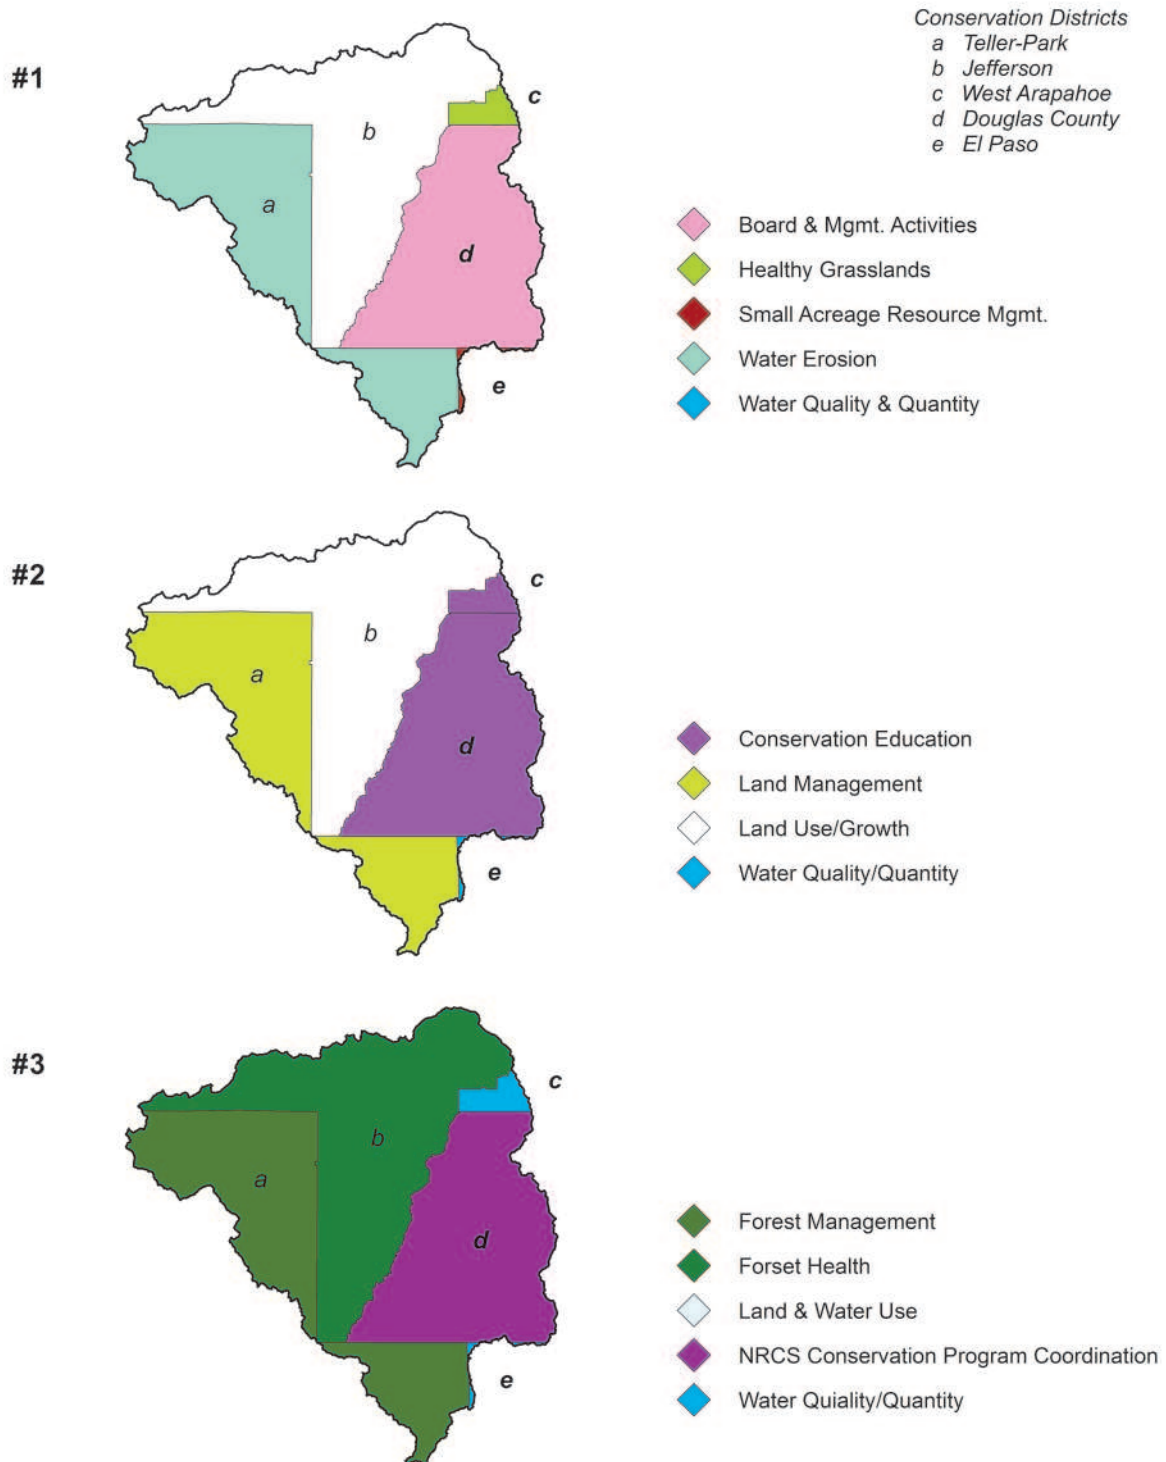 Conservation Districts
a Teller-Park
b Jefferson
c West Arapahoe
d Douglas County
e El Paso
#1
c
b
a
d
e
Board & Mgmt. Activities
Healthy Grasslands
Small Acreage Resource Mgmt.
Water Erosion
Water Quality & Quantity
#2
c
b
a
d
e
Conservation Education
Land Management
Land Use/Growth
Water Quality/Quantity
#3
c
b
a
d
e
Forest Management
Forset Health
Land & Water Use
NRCS Conservation Program Coordination
Water Quiality/Quantity